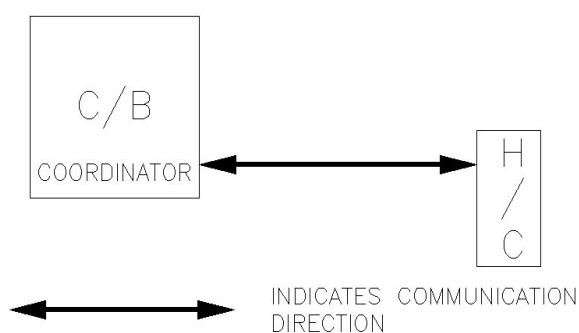 C/B
COORDINATOR
H
/
C
INDICATES COMMUNICATION
DIRECTION